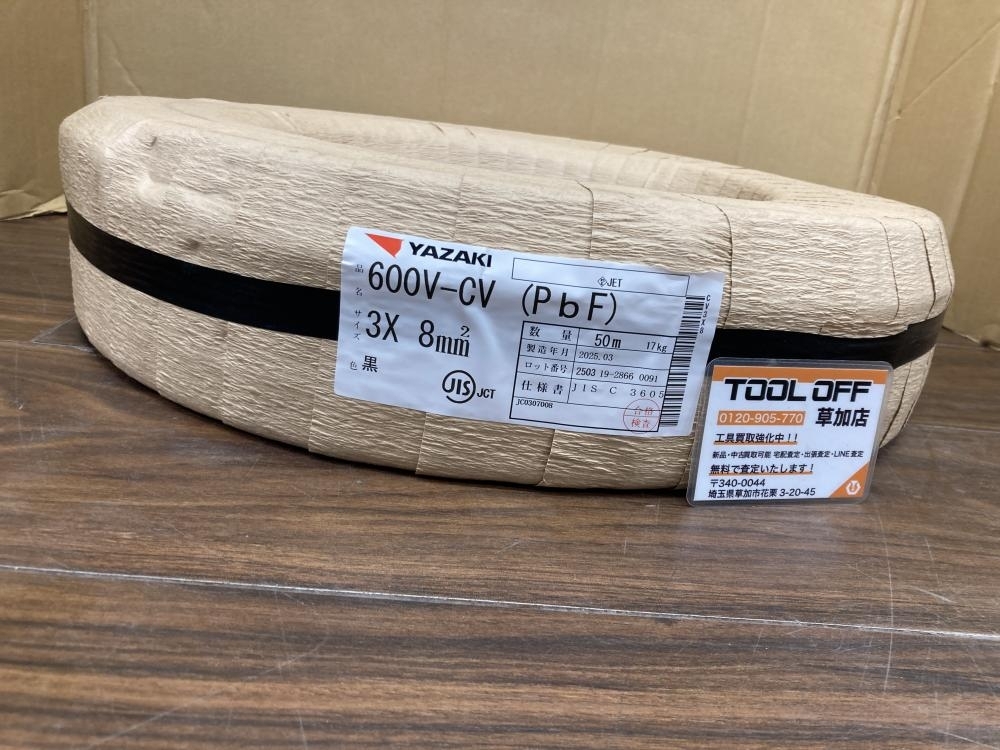 YAZAKI
品名 600V-CV (PbF)
サイズ 3X 8mm²
色 黒
JIS JCT
PSE JET
数量 50m 17kg
製造年月 2025.03
ロット番号 2503 19-2866 0091
仕様書 JIS C 3605
JC0307008
合格
検査
CV3X8
TOOL OFF
0120-905-770 草加店
工具買取強化中!!
新品・中古買取可能 宅配査定・出張査定・LINE査定
無料で査定いたします!
〒340-0044
埼玉県草加市花栗3-20-45